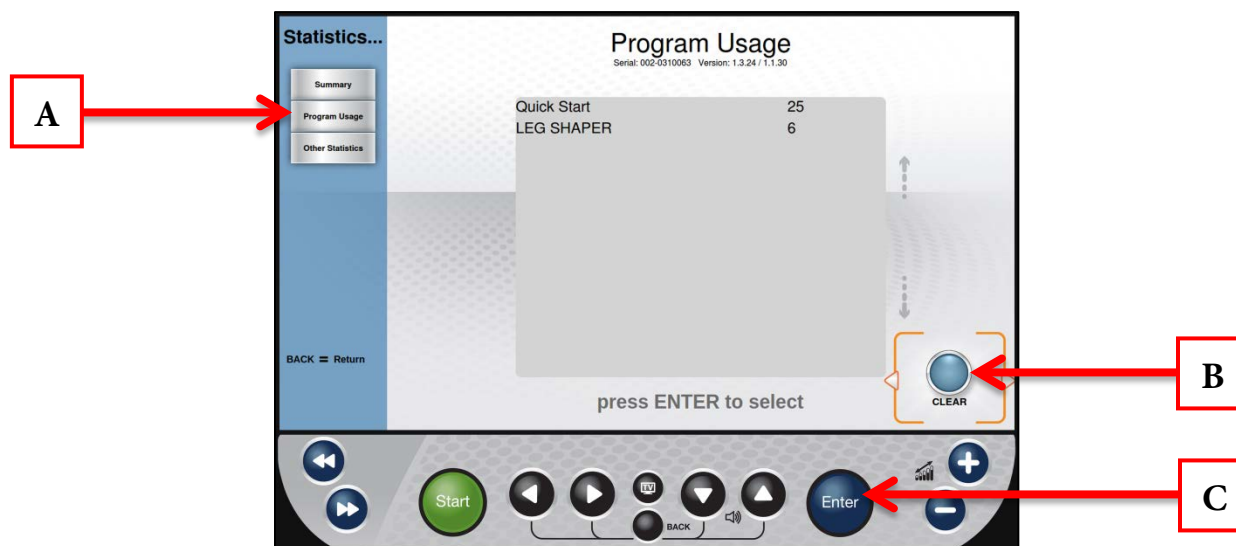 Statistics...
Program Usage
Serial: 002-0310063 Version: 1.3.24 / 1.1.30
Summary
A
Program Usage
Other Statistics
Quick Start 25
LEG SHAPER 6
BACK = Return
B
CLEAR
press ENTER to select
Start
TV
BACK
Enter
C